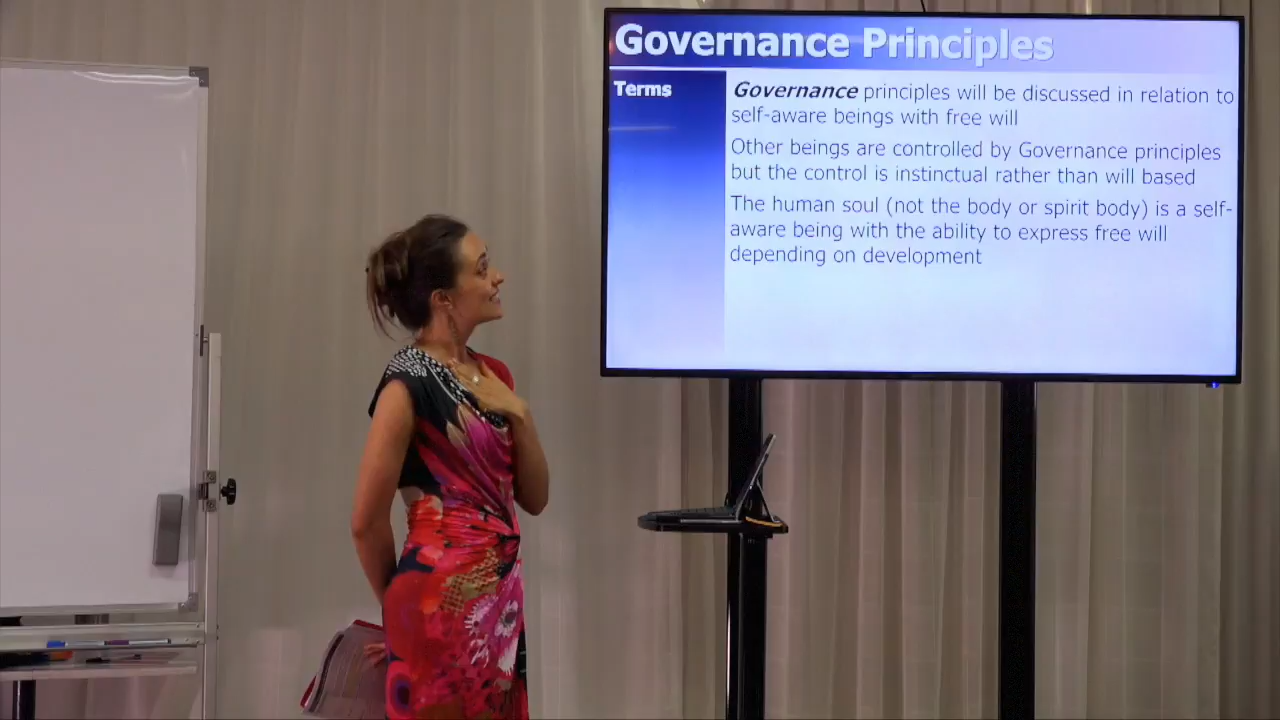 Governance Principles
Terms
Governance principles will be discussed in relation to
self-aware beings with free will
Other beings are controlled by Governance principles
but the control is instinctual rather than will based
The human soul (not the body or spirit body) is a self-
aware being with the ability to express free will
depending on development